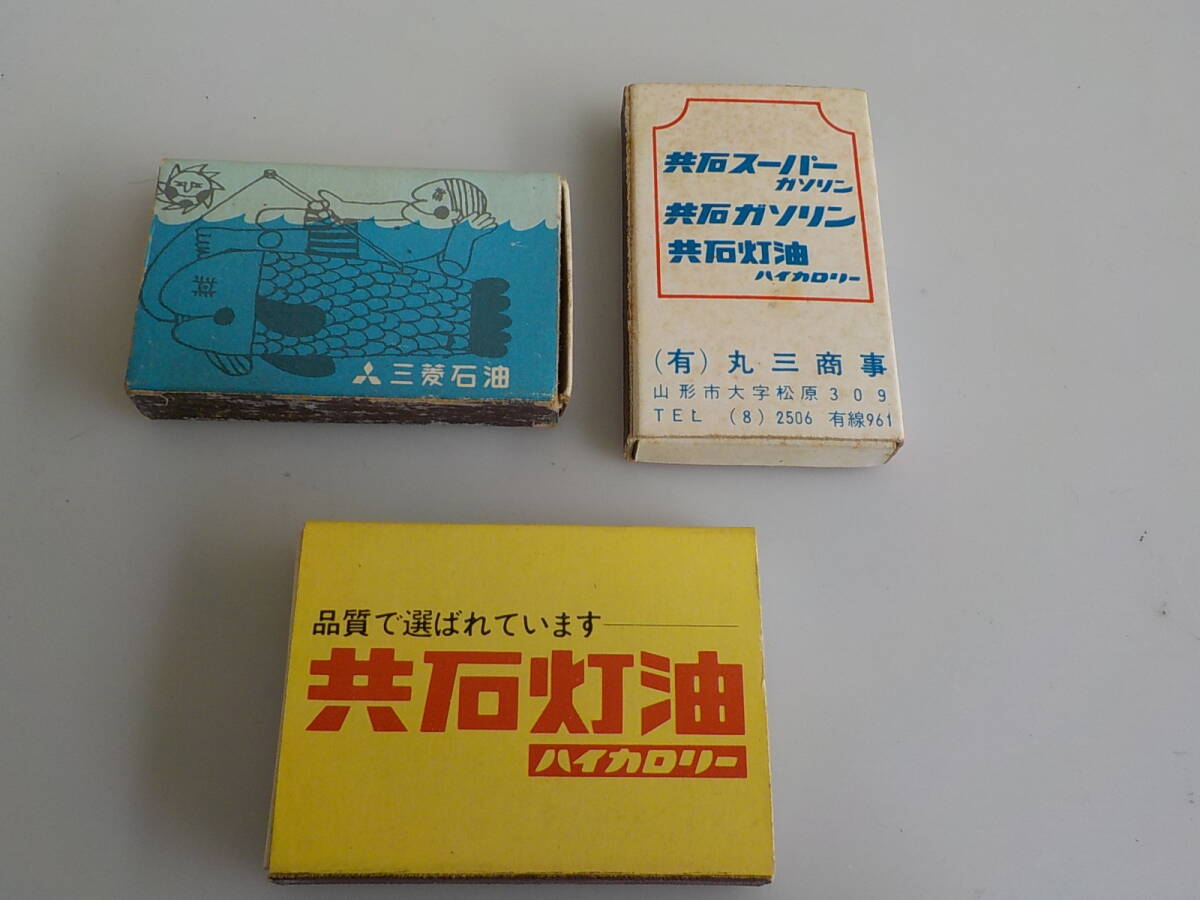 三菱石油
共石スーパー
ガソリン
共石ガソリン
共石灯油
ハイカロリー
(有) 丸三商事
山形市大字松原309
TEL (8) 2506 有線961
品質で選ばれています
共石灯油
ハイカロリー